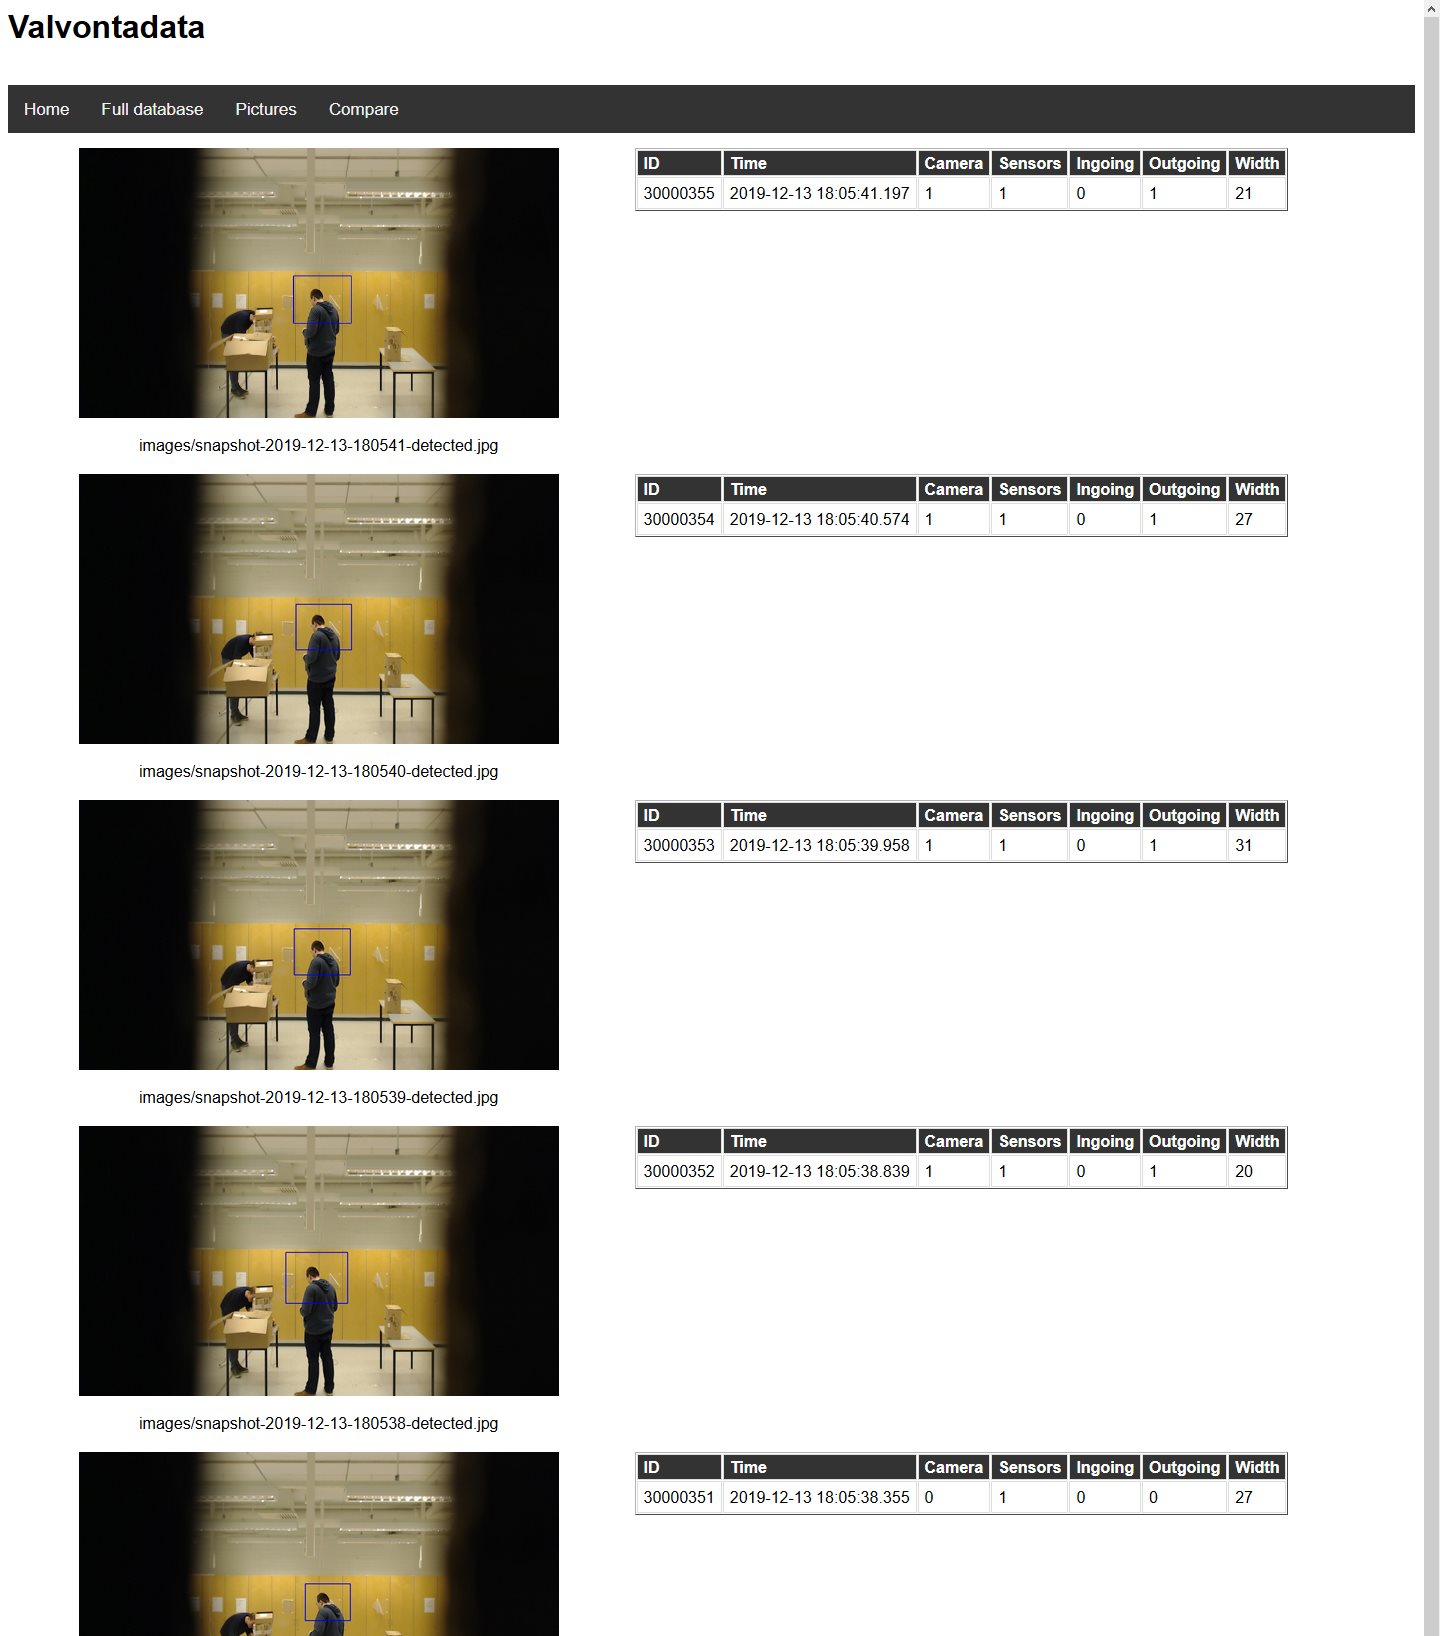 Valvontadata
Home Full database Pictures Compare
ID Time Camera Sensors Ingoing Outgoing Width
30000355 2019-12-13 18:05:41.197 1 1 0 1 21
images/snapshot-2019-12-13-180541-detected.jpg
ID Time Camera Sensors Ingoing Outgoing Width
30000354 2019-12-13 18:05:40.574 1 1 0 1 27
images/snapshot-2019-12-13-180540-detected.jpg
ID Time Camera Sensors Ingoing Outgoing Width
30000353 2019-12-13 18:05:39.958 1 1 0 1 31
images/snapshot-2019-12-13-180539-detected.jpg
ID Time Camera Sensors Ingoing Outgoing Width
30000352 2019-12-13 18:05:38.839 1 1 0 1 20
images/snapshot-2019-12-13-180538-detected.jpg
ID Time Camera Sensors Ingoing Outgoing Width
30000351 2019-12-13 18:05:38.355 0 1 0 0 27